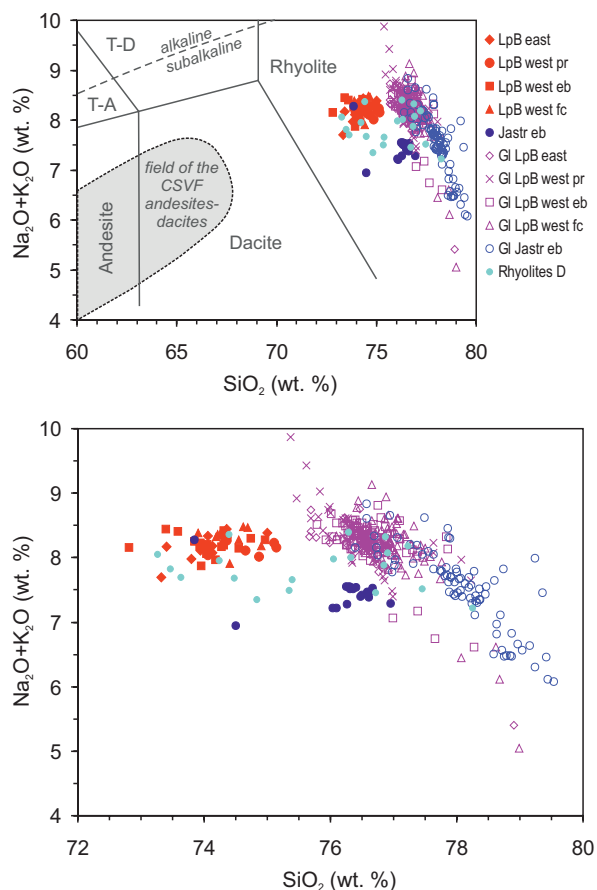 10
9
8
7
6
5
4
Na₂O+K₂O (wt. %)
T-D
alkaline
subalkaline
Rhyolite
T-A
field of the
CSVF
andesites-
dacites
Andesite
Dacite
60
65
70
75
80
SiO₂ (wt. %)
LpB east
LpB west pr
LpB west eb
LpB west fc
Jastr eb
Gl LpB east
Gl LpB west pr
Gl LpB west eb
Gl LpB west fc
Gl Jastr eb
Rhyolites D
10
9
8
7
6
5
4
Na₂O+K₂O (wt. %)
72
74
76
78
80
SiO₂ (wt. %)